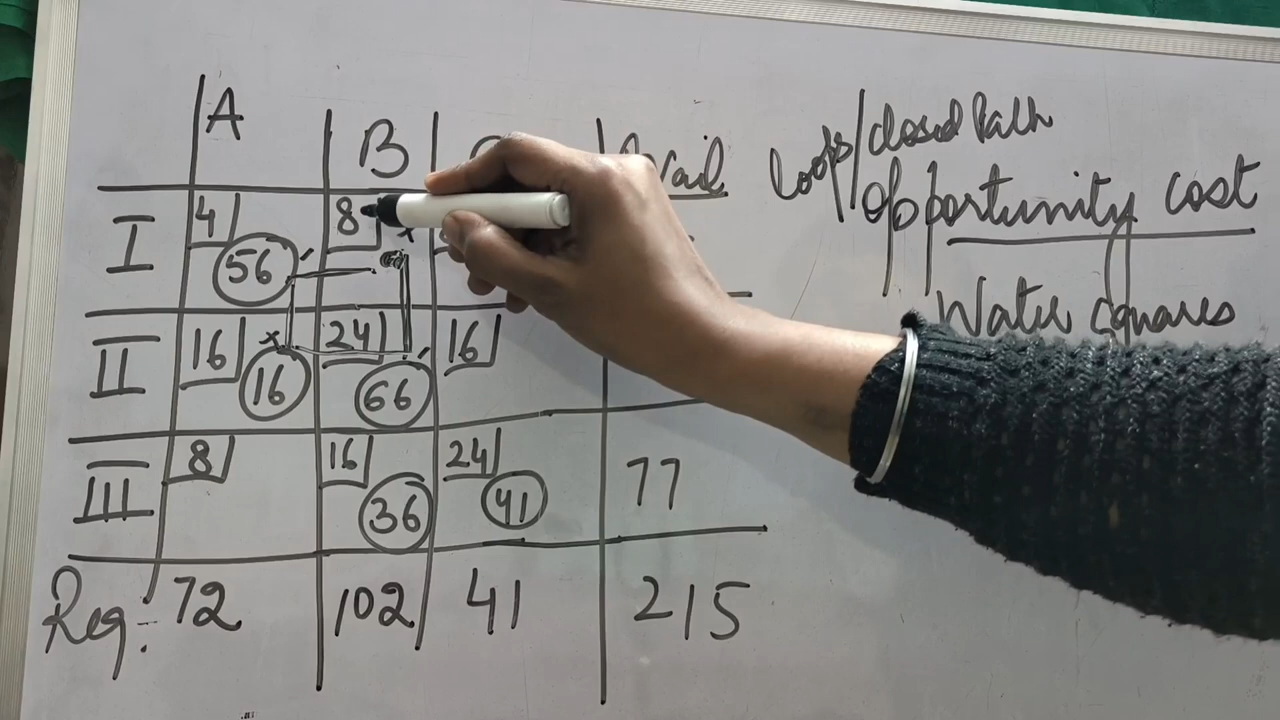 A B
I 4 56 8
II 16 16 24 66 16
III 8 16 36 24 41 77
Req:- 72 102 41 215
loops/closed Path
opportunity cost
Water squares